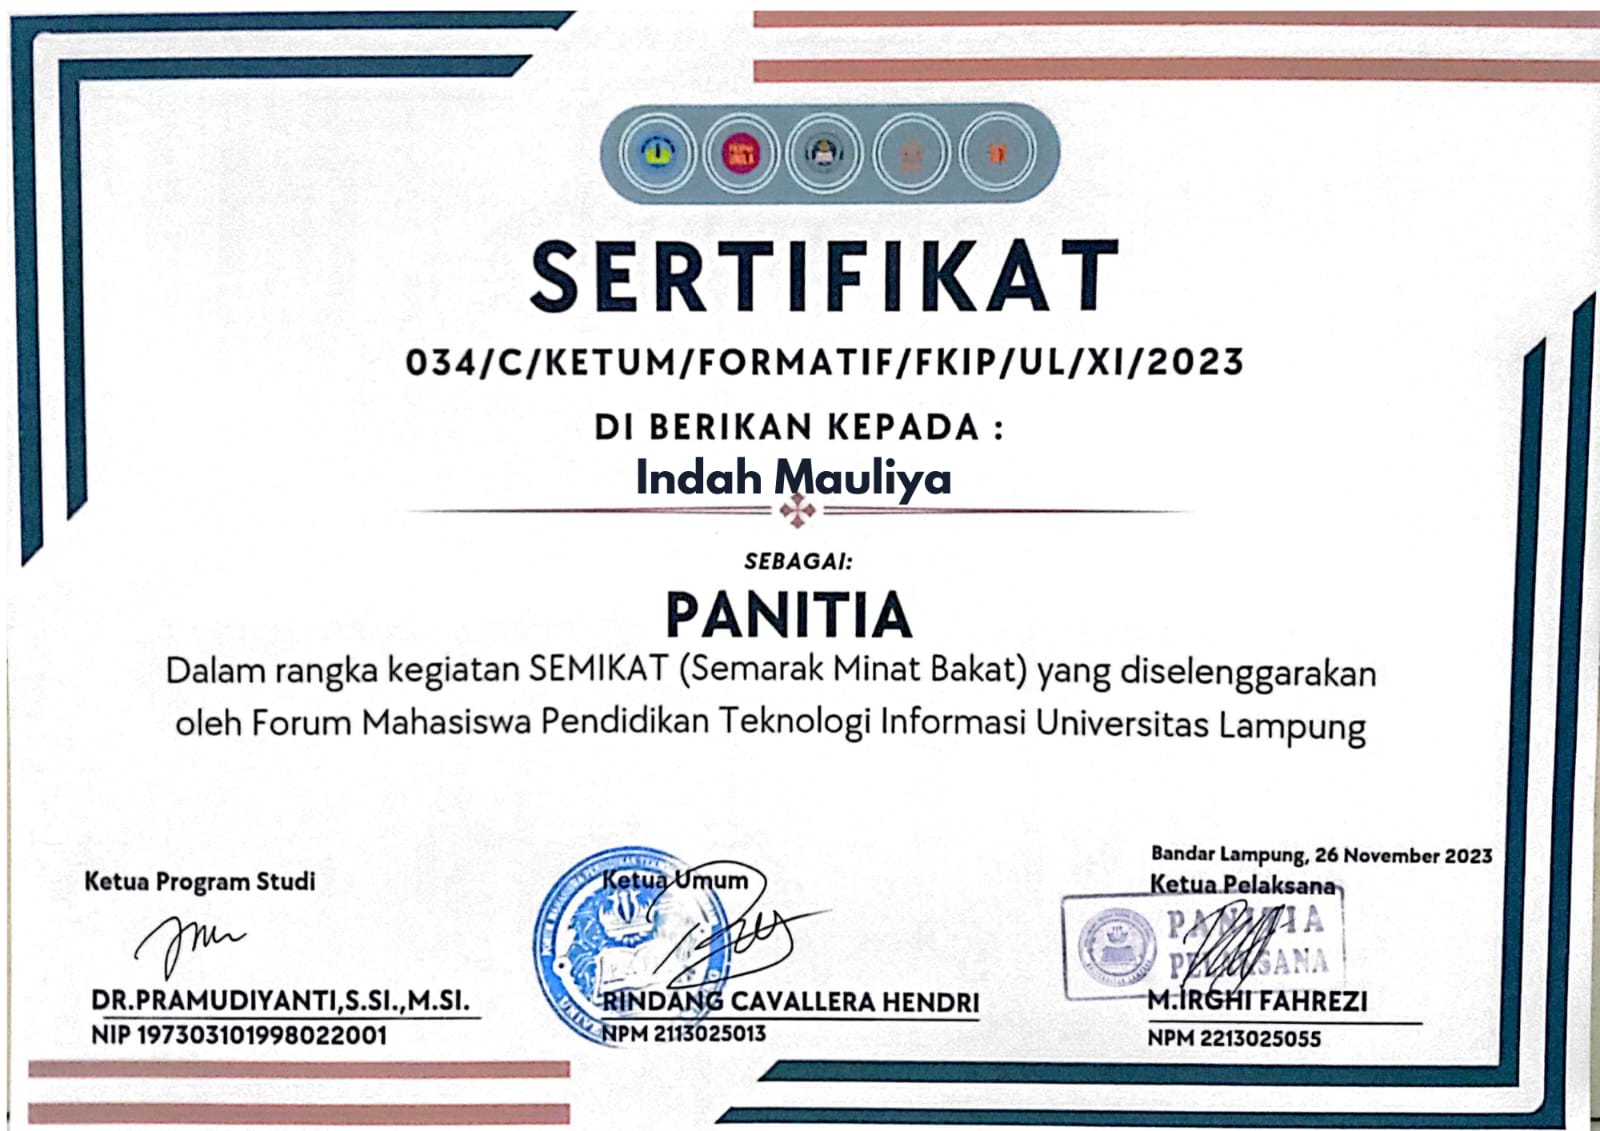 SERTIFIKAT
034/C/KETUM/FORMATIF/FKIP/UL/XI/2023
DI BERIKAN KEPADA :
Indah Mauliya
SEBAGAI:
PANITIA
Dalam rangka kegiatan SEMIKAT (Semarak Minat Bakat) yang diselenggarakan
oleh Forum Mahasiswa Pendidikan Teknologi Informasi Universitas Lampung
Ketua Program Studi
DR.PRAMUDIYANTI,S.SI.,M.SI.
NIP 197303101998022001
Ketua Umum
RINDANG CAVALLERA HENDRI
NPM 2113025013
Bandar Lampung, 26 November 2023
Ketua Pelaksana
PANITIA
PELAKSANA
M.IRGHI FAHREZI
NPM 2213025055